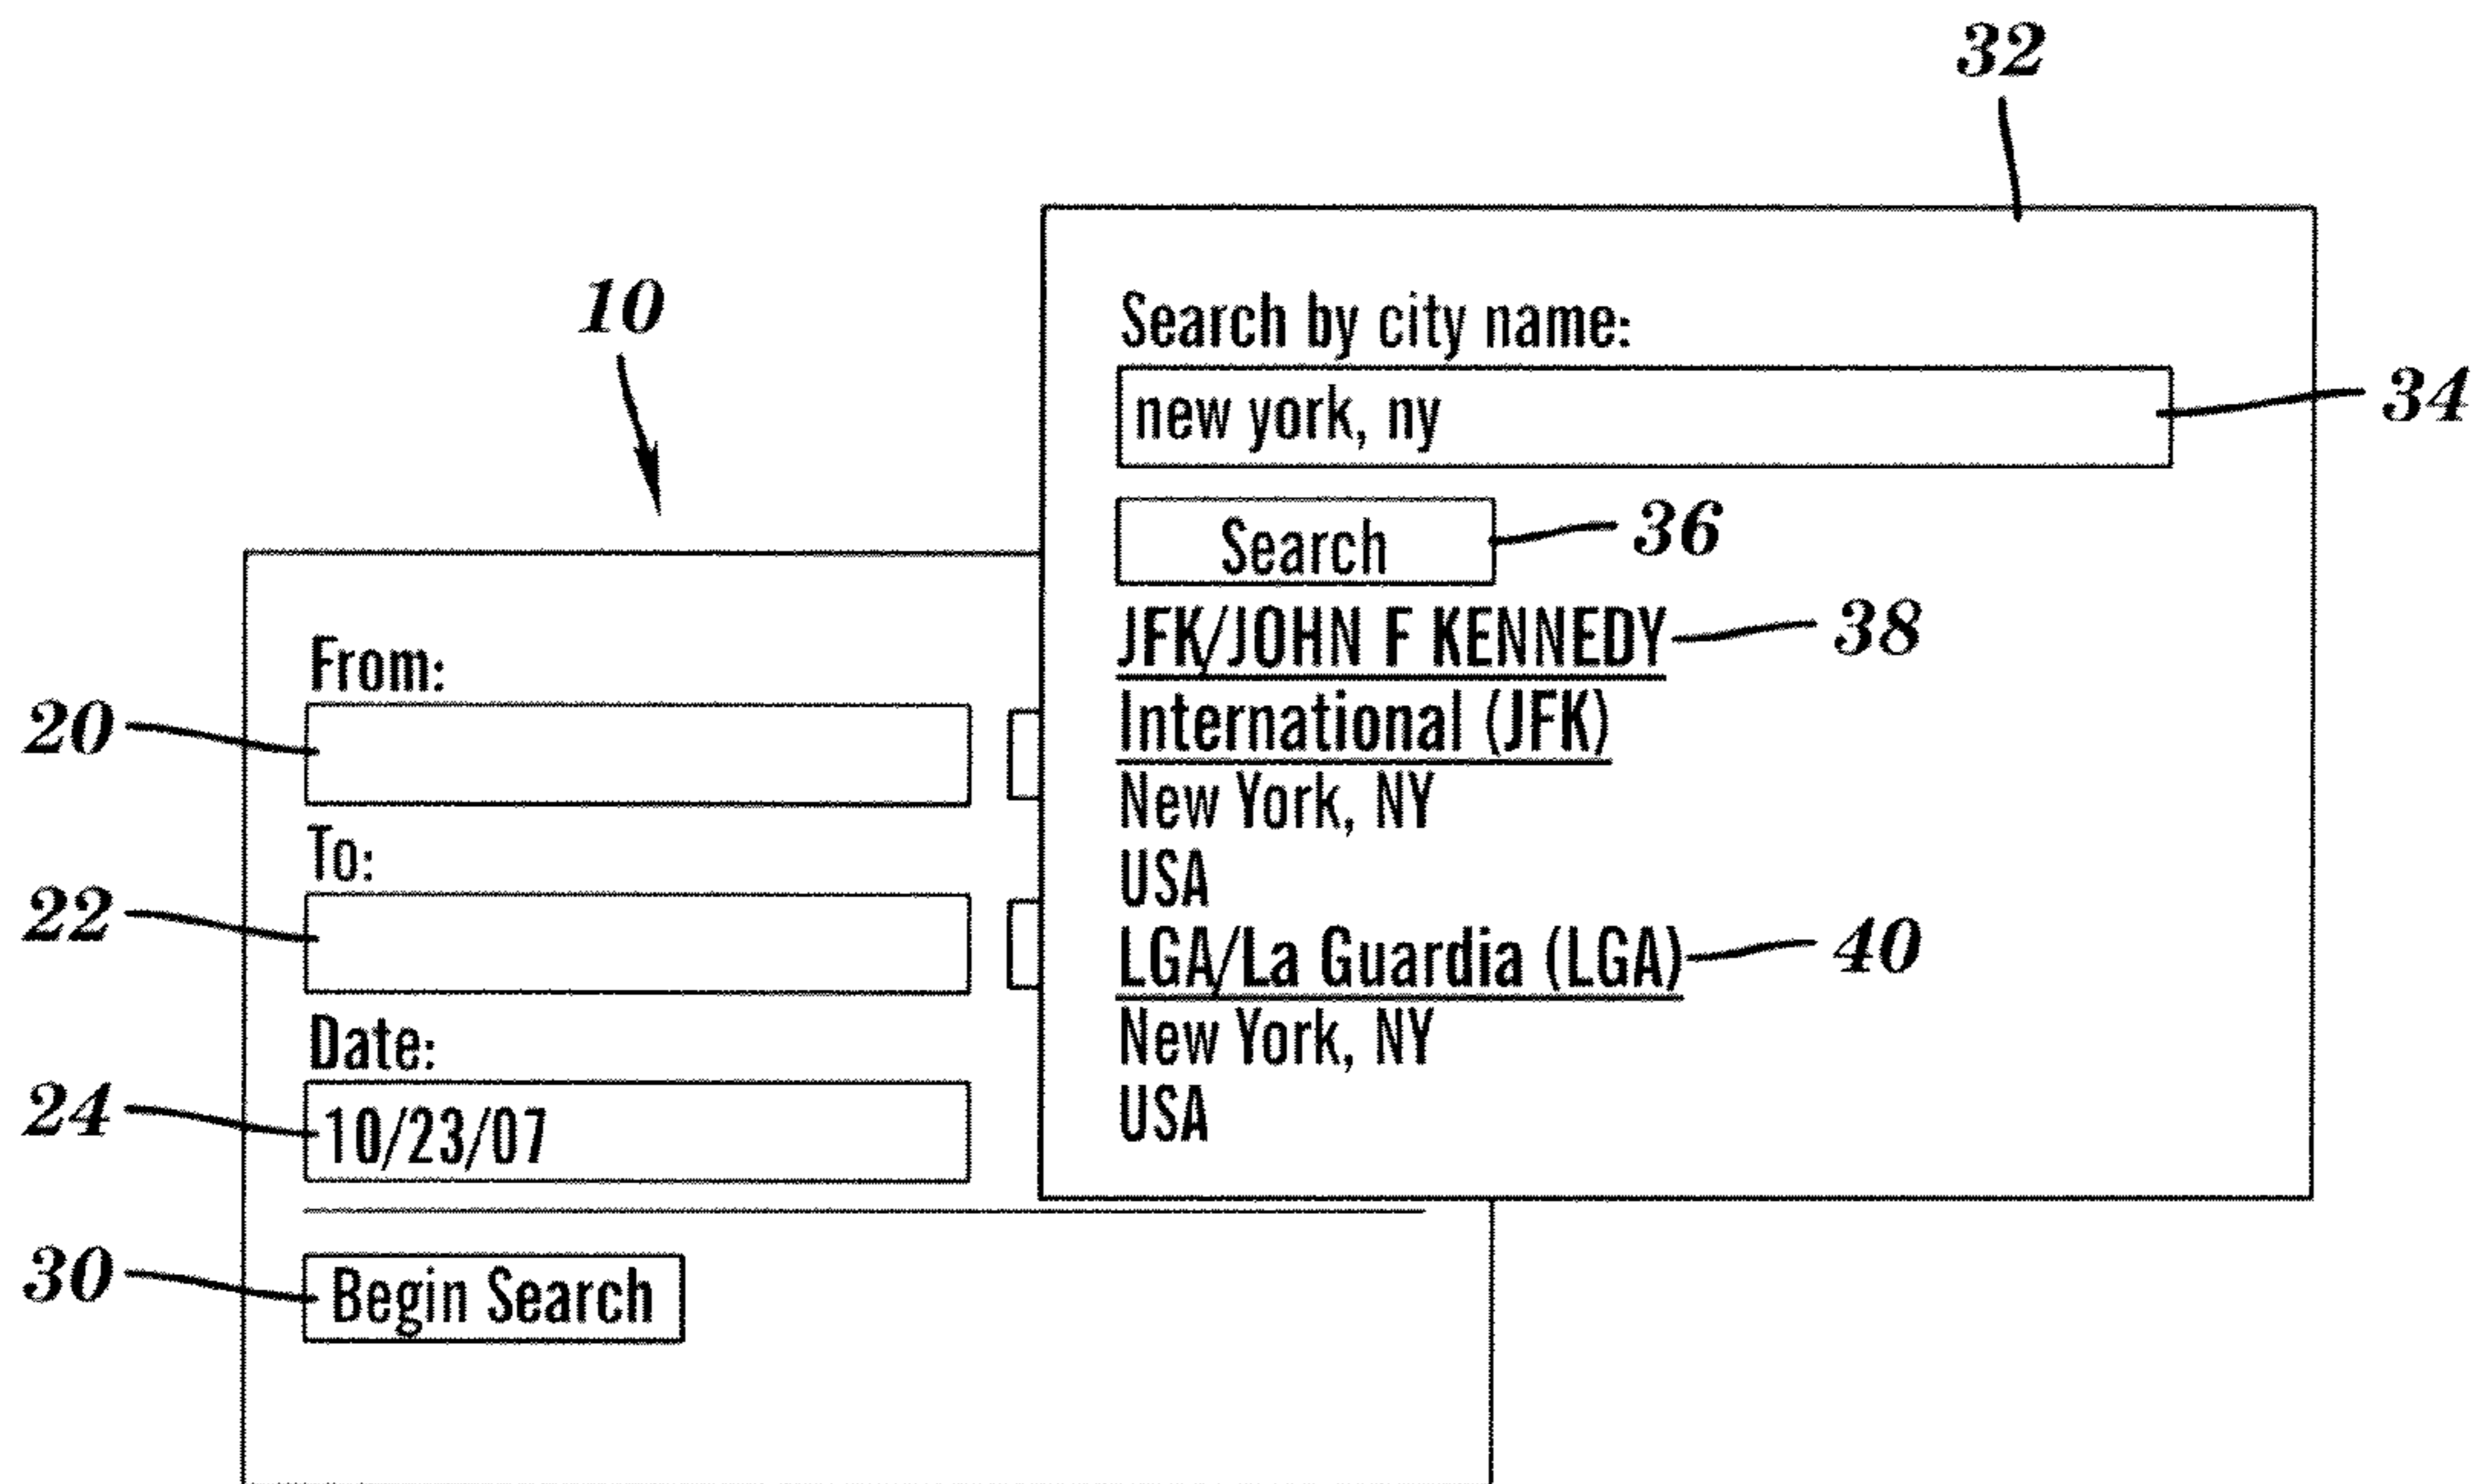 32
10
Search by city name:
new york, ny
34
Search
36
JFK/JOHN F KENNEDY
38
International (JFK)
New York, NY
USA
LGA/La Guardia (LGA)
40
New York, NY
USA
From:
20
To:
22
Date:
24
10/23/07
30
Begin Search